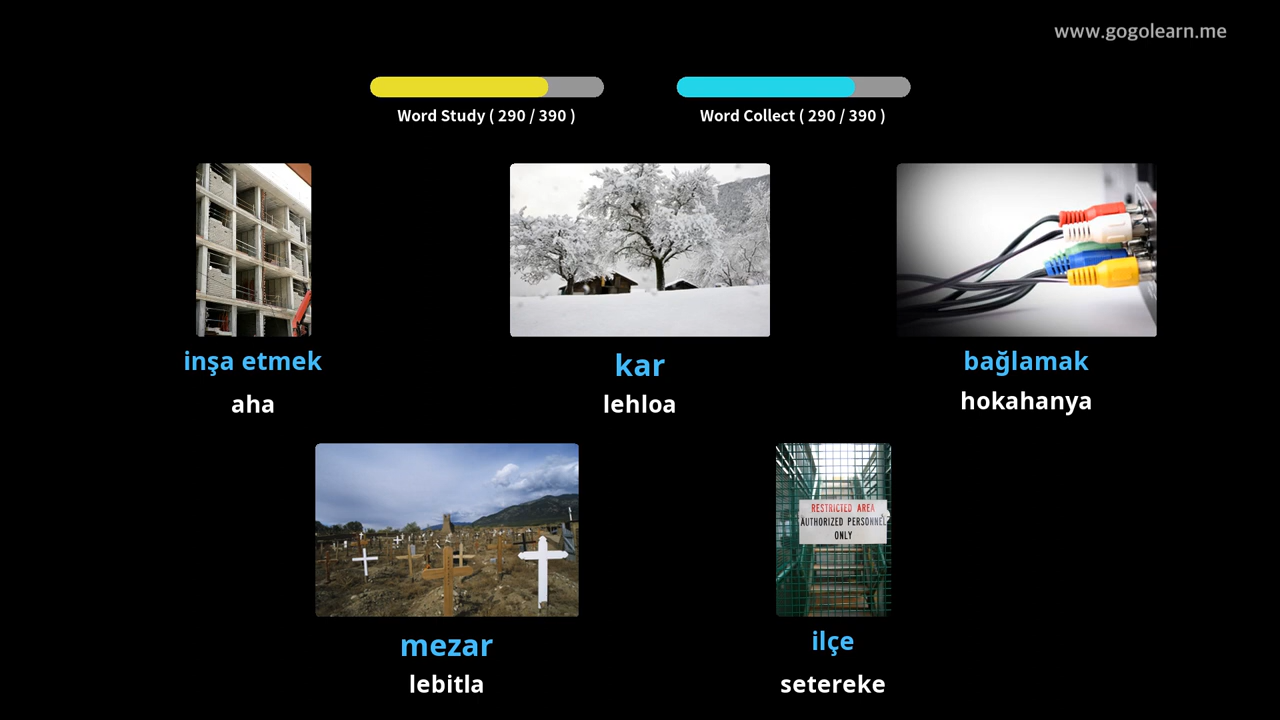 www.gogolearn.me
Word Study ( 290 / 390 )
Word Collect ( 290 / 390 )
inşa etmek
aha
kar
lehloa
bağlamak
hokahanya
RESTRICTED AREA
AUTHORIZED PERSONNEL
ONLY
mezar
lebitla
ilçe
setereke